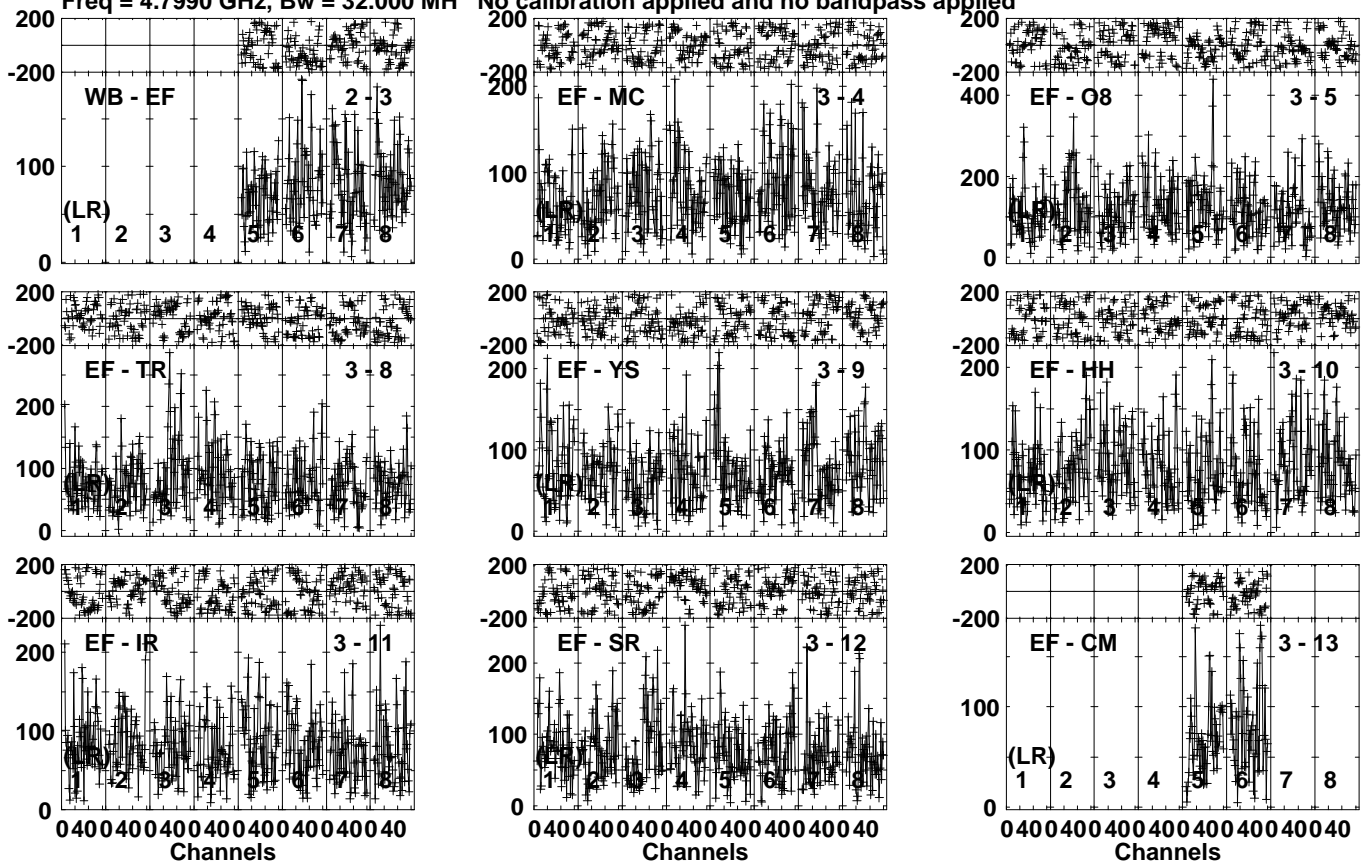 Freq = 4.7990 GHz, Bw = 32.000 MH No calibration applied and no bandpass applied
200 200 200
-200 -200 -200
WB - EF 2 - 3 EF - MC 3 - 4 EF - O8 3 - 5
200 400
100 100 200
(LR) (LR) (LR)
1 2 3 4 5 6 7 8 1 2 3 4 5 6 7 8 1 2 3 4 5 6 7 8
0 0 0
200 200 200
-200 -200 -200
EF - TR 3 - 8 EF - YS 3 - 9 EF - HH 3 - 10
200 200 200
100 100 100
(LR) (LR) (LR)
1 2 3 4 5 6 7 8 1 2 3 4 5 6 7 8 1 2 3 4 5 6 7 8
0 0 0
200 200 200
-200 -200 -200
EF - IR 3 - 11 EF - SR 3 - 12 EF - CM 3 - 13
200 200
100 100 100
(LR) (LR) (LR)
1 2 3 4 5 6 7 8 1 2 3 4 5 6 7 8 1 2 3 4 5 6 7 8
0 0 0
0 40 0 40 0 40 0 40 0 40 0 40 0 40 0 40 0 40 0 40 0 40 0 40 0 40 0 40 0 40 0 40 0 40 0 40 0 40 0 40 0 40 0 40 0 40 0 40
Channels Channels Channels